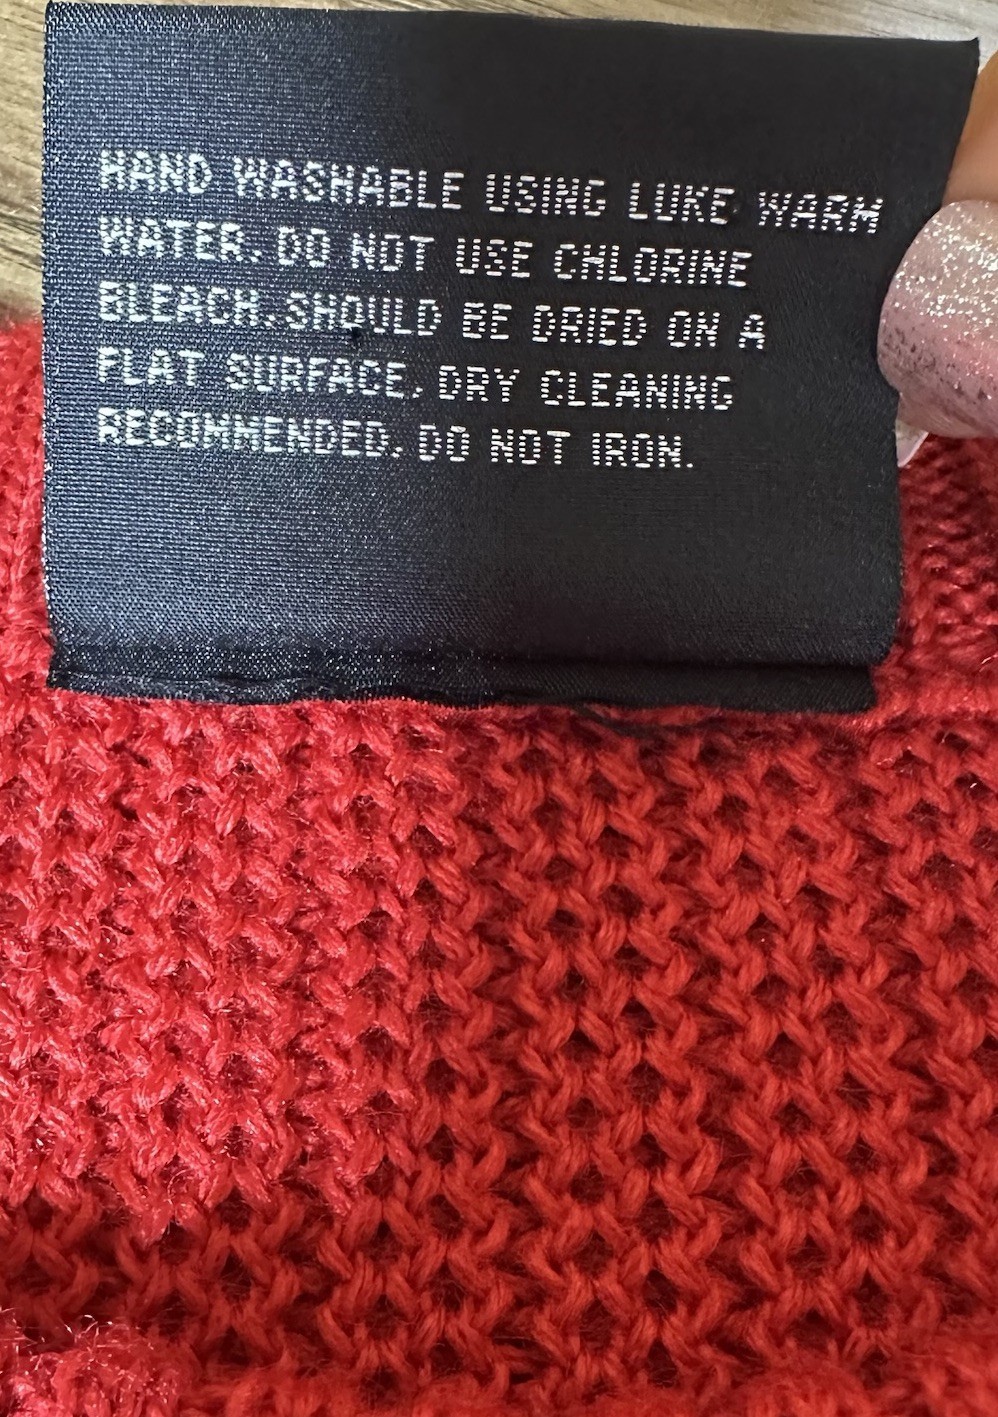 HAND WASHABLE USING LUKE WARM
WATER. DO NOT USE CHLORINE
BLEACH. SHOULD BE DRIED ON A
FLAT SURFACE. DRY CLEANING
RECOMMENDED. DO NOT IRON.